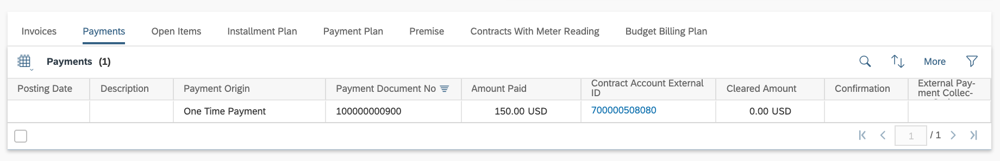 Invoices Payments Open Items Installment Plan Payment Plan Premise Contracts With Meter Reading Budget Billing Plan
Payments (1) More
Posting Date Description Payment Origin Payment Document No Amount Paid Contract Account External ID Cleared Amount Confirmation External Pay-
ment Collec-
One Time Payment 100000000900 150.00 USD 700000508080 0.00 USD
1 / 1